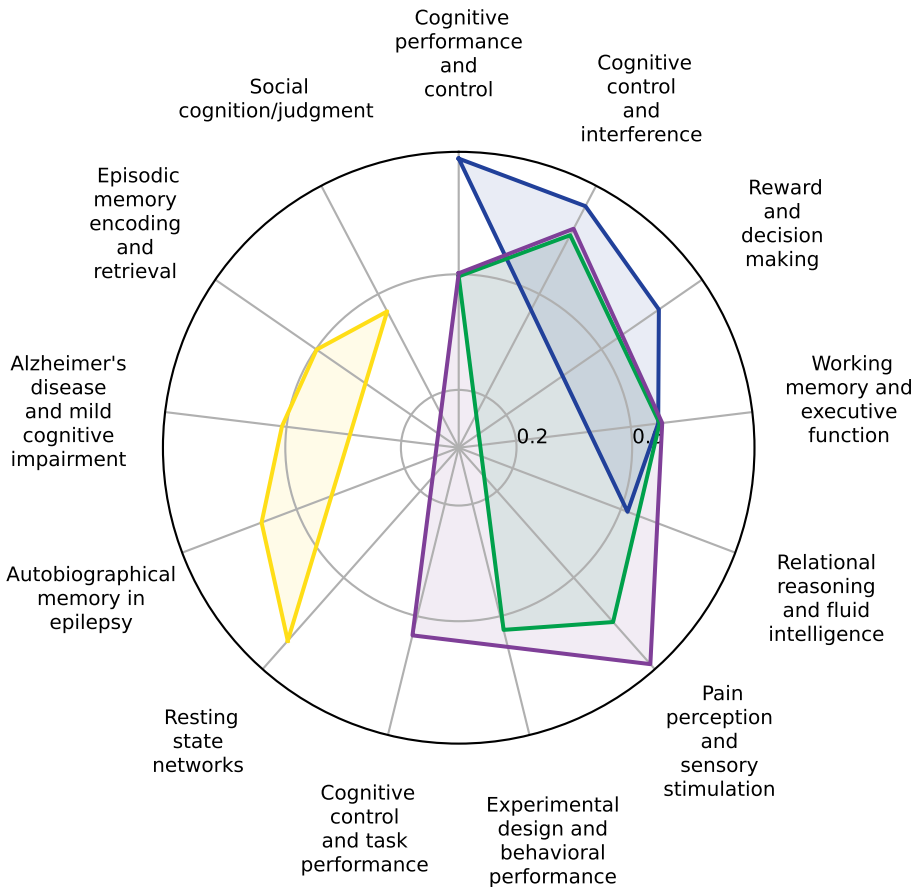 Cognitive
performance
and
control
Cognitive
control
and
interference
Reward
and
decision
making
Working
memory and
executive
function
Relational
reasoning
and fluid
intelligence
Pain
perception
and
sensory
stimulation
Experimental
design and
behavioral
performance
Cognitive
control
and task
performance
Resting
state
networks
Autobiographical
memory in
epilepsy
Alzheimer's
disease
and mild
cognitive
impairment
Episodic
memory
encoding
and
retrieval
Social
cognition/judgment
0.2